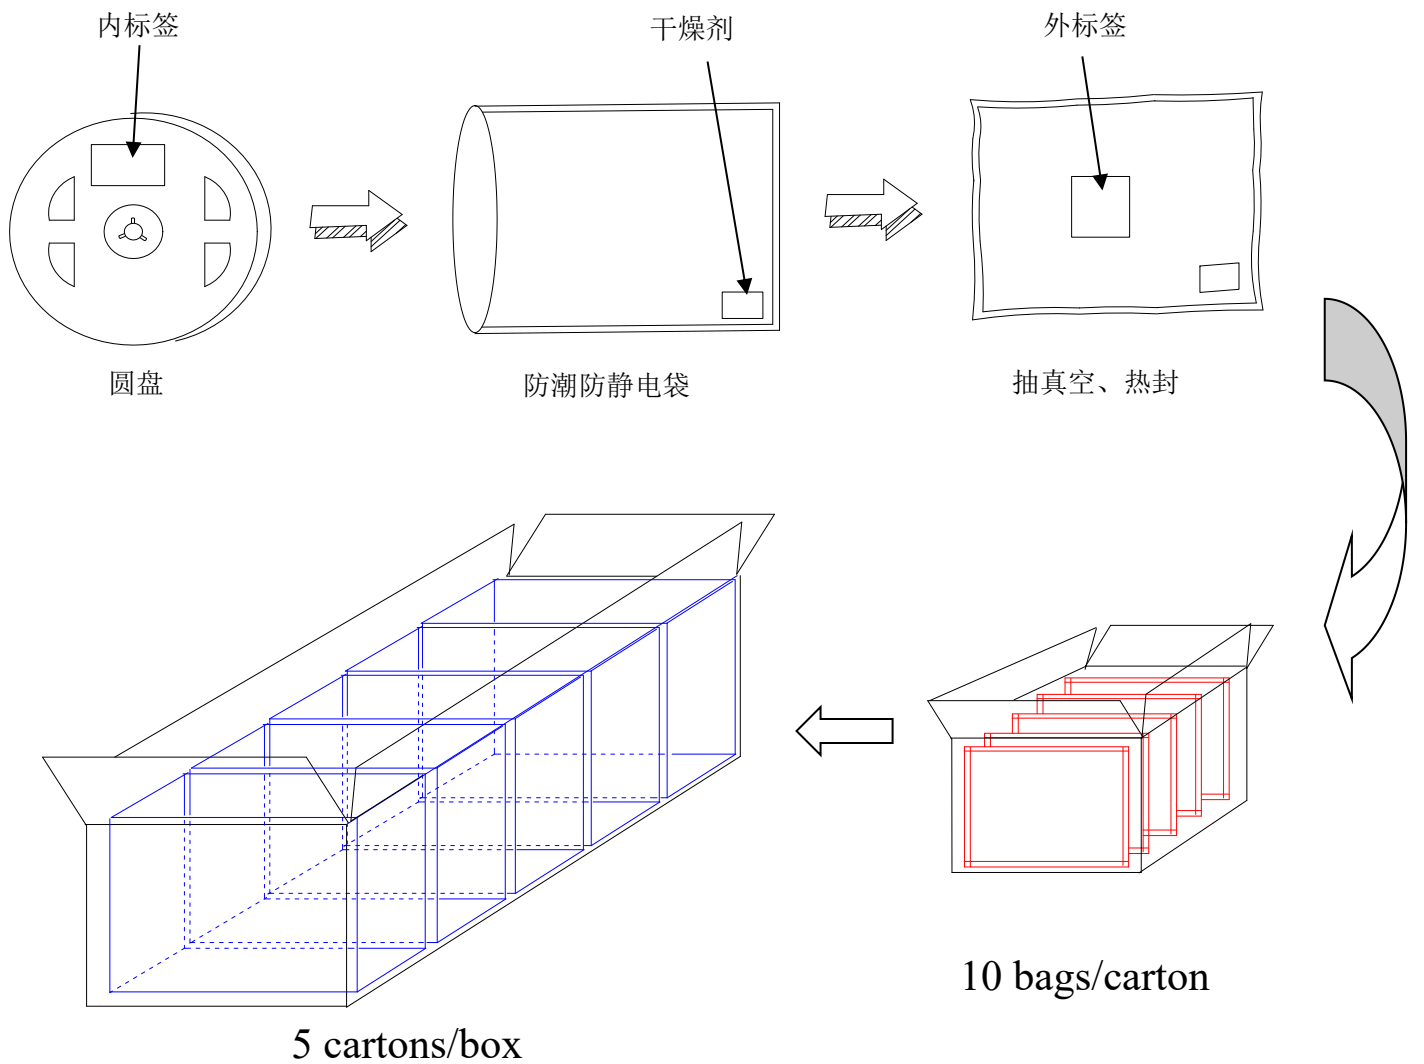 内标签
干燥剂
外标签
圆盘
防潮防静电袋
抽真空、热封
10 bags/carton
5 cartons/box